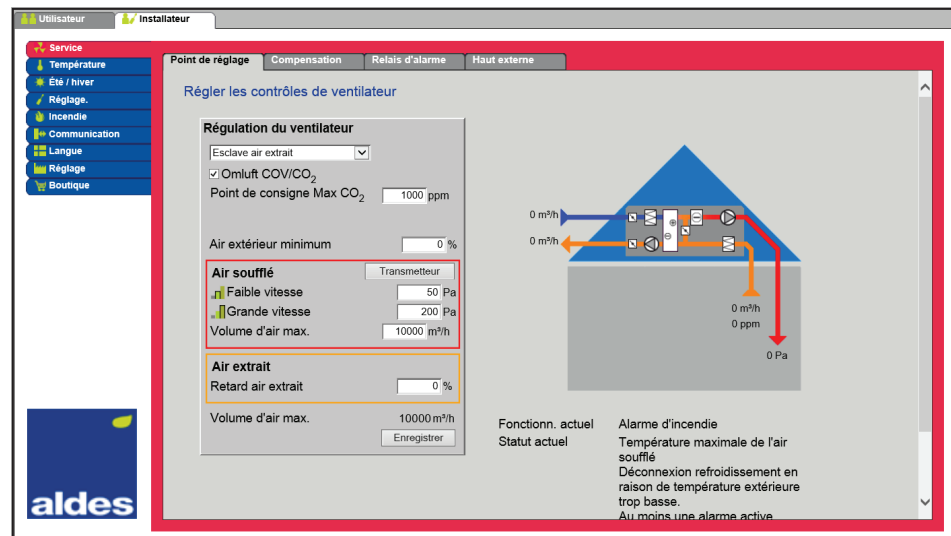 Utilisateur
Installateur
Service
Température
Été / hiver
Réglage.
Incendie
Communication
Langue
Réglage
Boutique
Point de réglage
Compensation
Relais d'alarme
Haut externe
Régler les contrôles de ventilateur
Régulation du ventilateur
Esclave air extrait
Omluft COV/CO2
Point de consigne Max CO2 1000 ppm
Air extérieur minimum 0 %
Air soufflé Transmetteur
Faible vitesse 50 Pa
Grande vitesse 200 Pa
Volume d'air max. 10000 m³/h
Air extrait
Retard air extrait 0 %
Volume d'air max. 10000 m³/h
Enregistrer
0 m³/h
0 m³/h
0 m³/h
0 ppm
0 Pa
Fonctionn. actuel Alarme d'incendie
Statut actuel Température maximale de l'air
soufflé
Déconnexion refroidissement en
raison de température extérieure
trop basse.
Au moins une alarme active
aldes